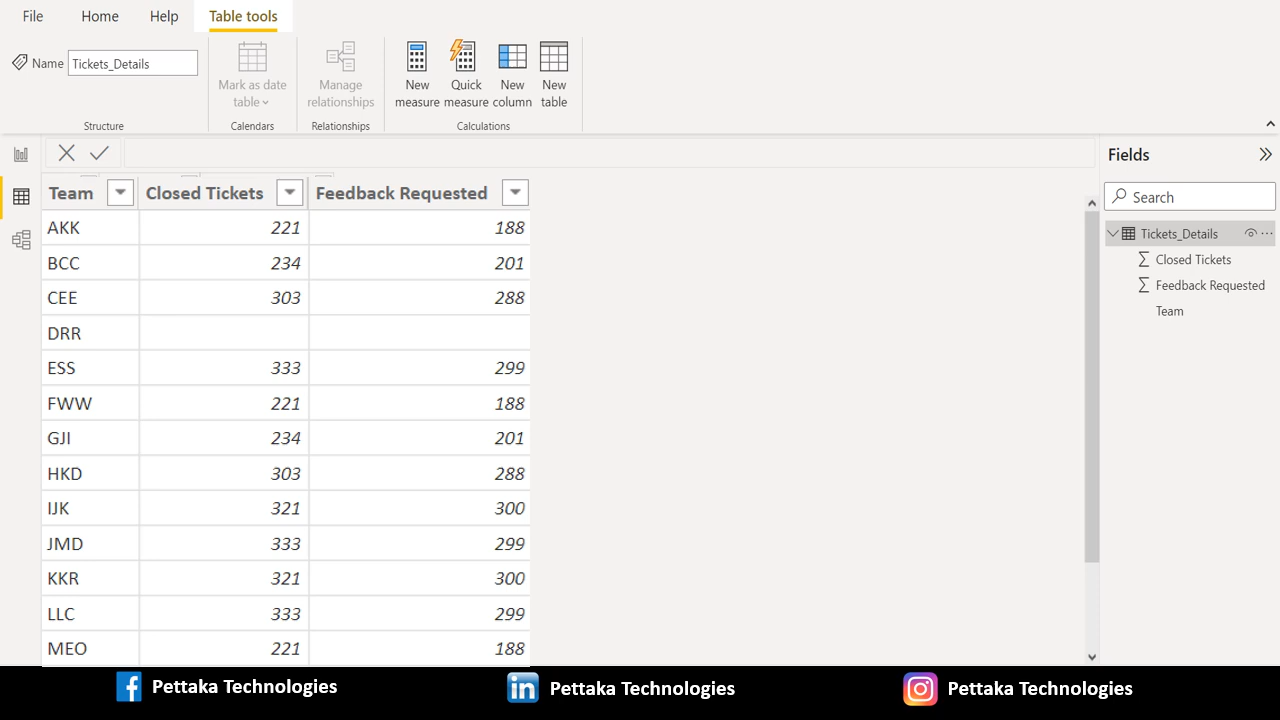 File Home Help Table tools
Name Tickets_Details
Mark as date table
Manage relationships
New measure
Quick measure
New column
New table
Structure Calendars Relationships Calculations
Fields
Search
Tickets_Details
Closed Tickets
Feedback Requested
Team
Team Closed Tickets Feedback Requested
AKK 221 188
BCC 234 201
CEE 303 288
DRR
ESS 333 299
FWW 221 188
GJI 234 201
HKD 303 288
IJK 321 300
JMD 333 299
KKR 321 300
LLC 333 299
MEO 221 188
Pettaka Technologies Pettaka Technologies Pettaka Technologies